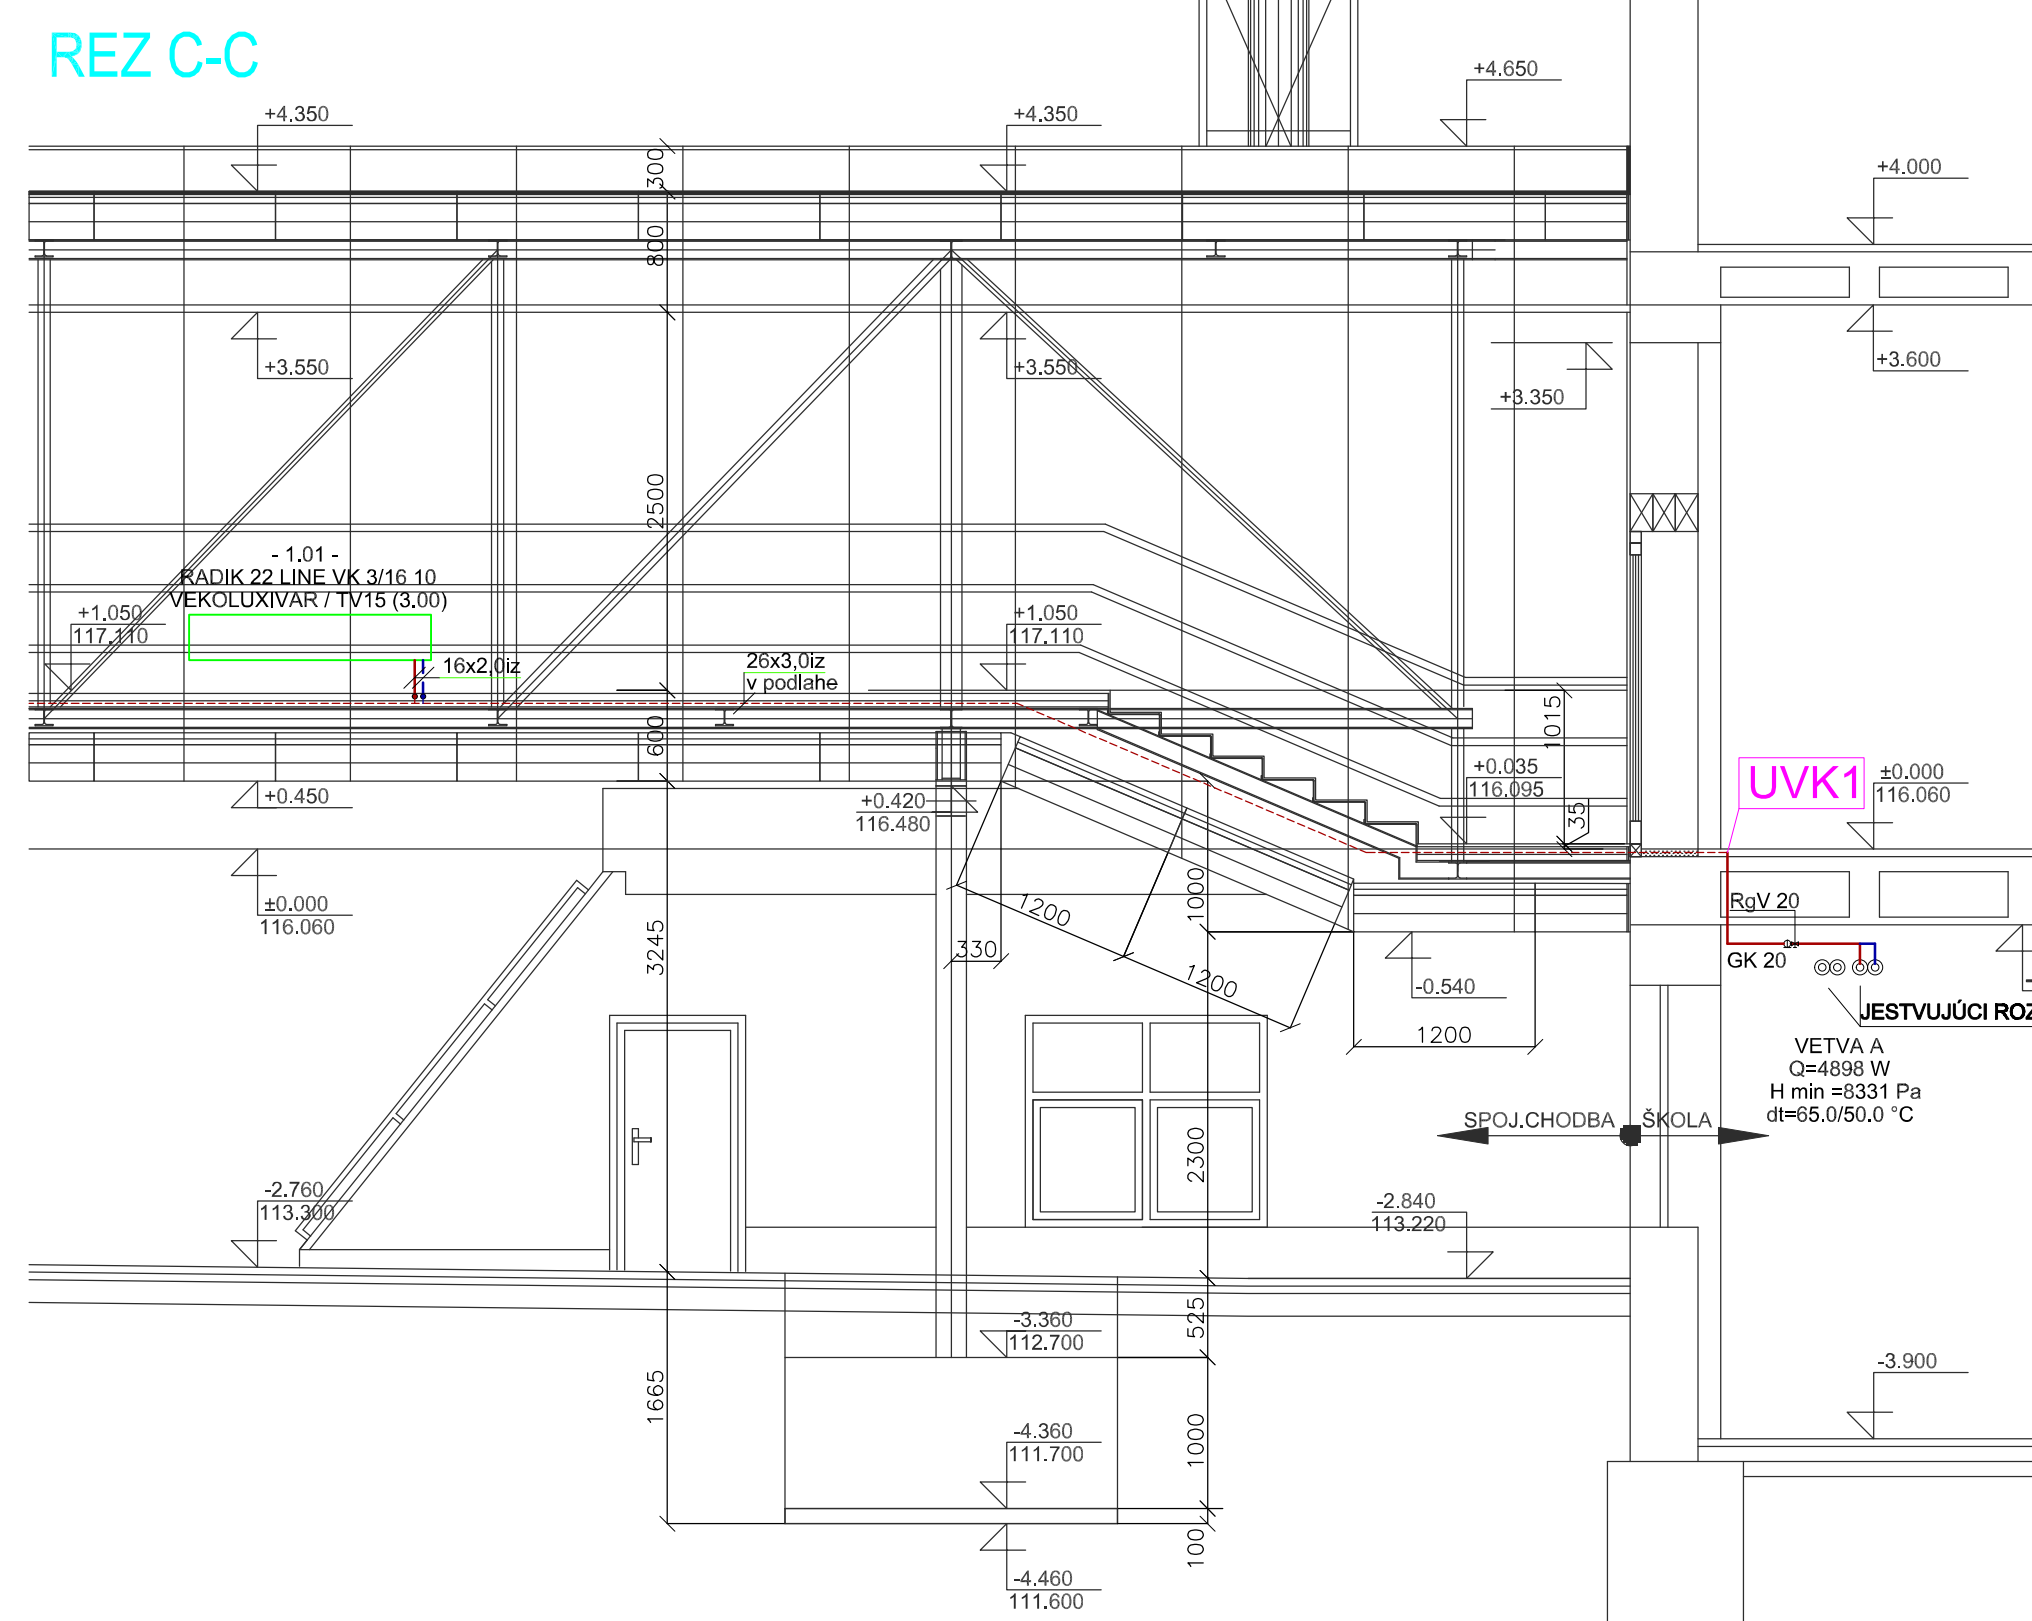 REZ C-C
+4.650
+4.350
+4.350
+4.000
300
800
+3.550
+3.550
+3.600
+3.350
2500
- 1.01 -
RADIK 22 LINE VK 3/16 10
VEKOLUXIVAR / TV15 (3.00)
+1.050
117.110
16x2,0iz
26x3,0iz
v podlahe
+1.050
117.110
600
1015
+0.035
116.095
35
UVK1
±0.000
116.060
+0.450
+0.420
116.480
±0.000
116.060
1200
1000
330
1200
3245
RgV 20
GK 20
-0.540
1200
JESTVUJÚCI ROZ
VETVA A
Q=4898 W
H min =8331 Pa
dt=65.0/50.0 °C
SPOJ.CHODBA
ŠKOLA
2300
-2.760
113.300
-2.840
113.220
-3.360
112.700
525
-3.900
1665
-4.360
111.700
1000
100
-4.460
111.600